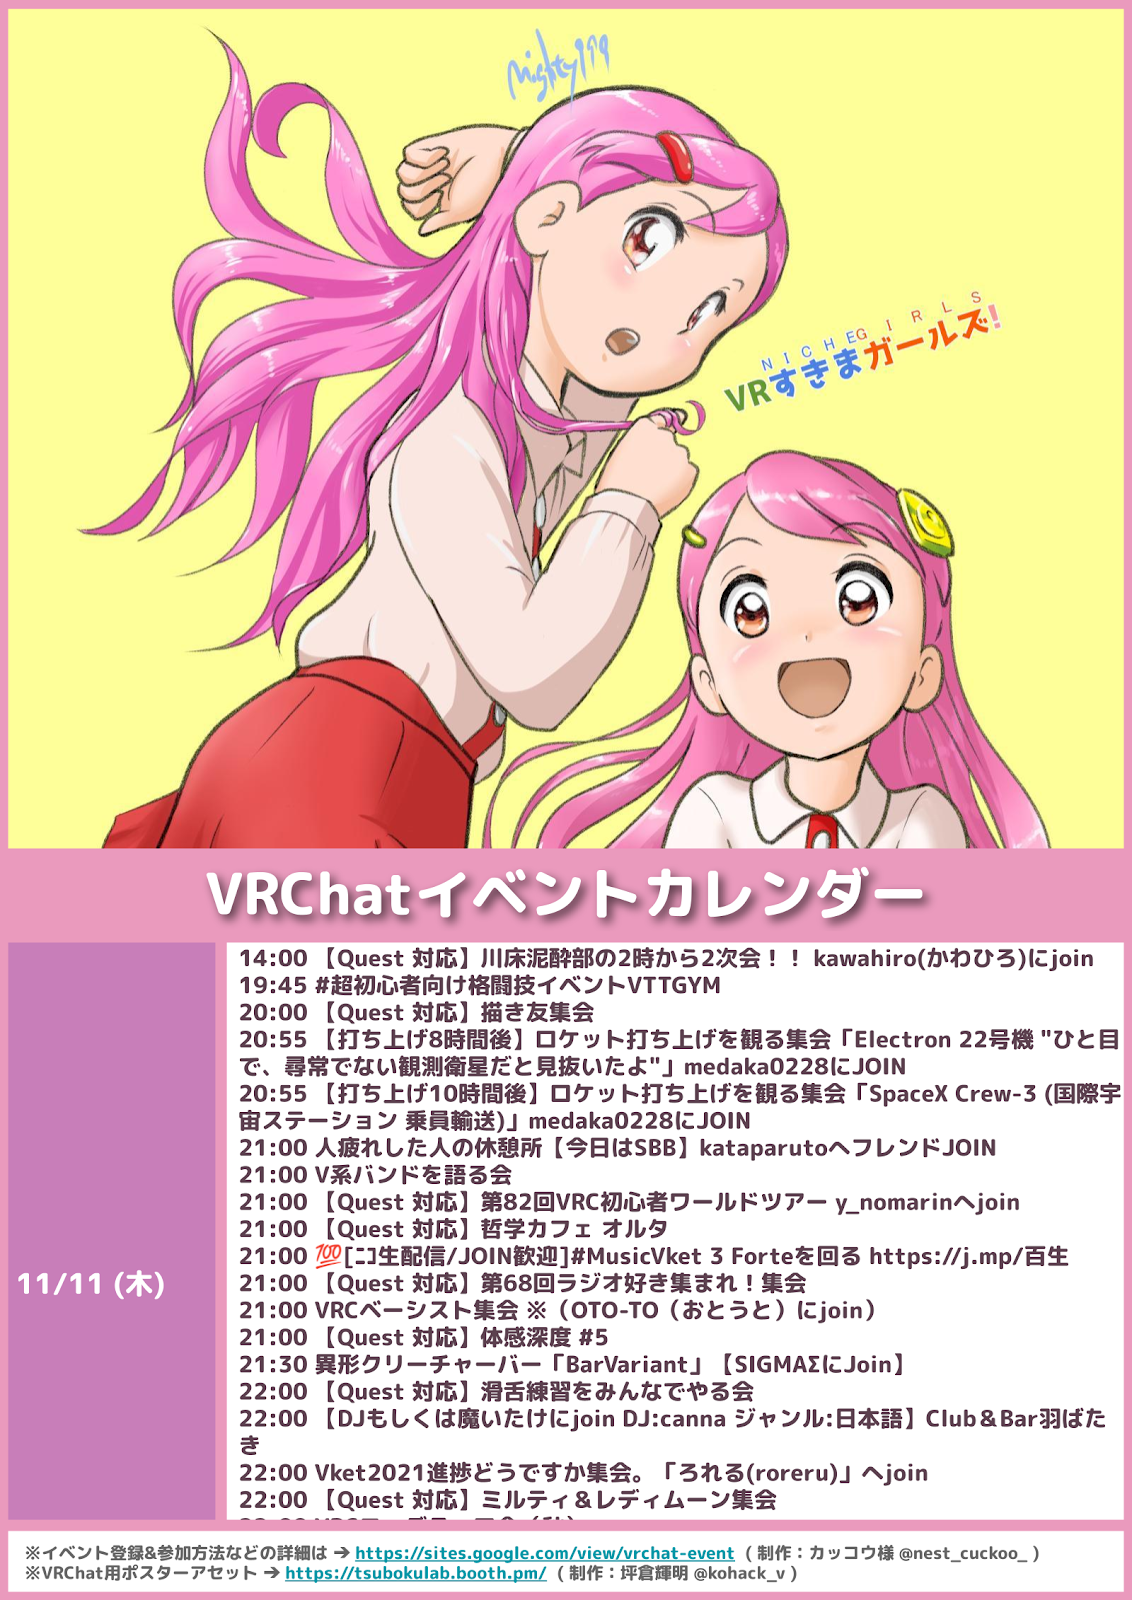 mighty199
NICHE GIRLS
VRすきまガールズ!
VRChatイベントカレンダー
11/11 (木)
14:00 【Quest 対応】川床泥酔部の2時から2次会！！ kawahiro(かわひろ)にjoin
19:45 #超初心者向け格闘技イベントVTTGYM
20:00 【Quest 対応】描き友集会
20:55 【打ち上げ8時間後】ロケット打ち上げを観る集会「Electron 22号機 "ひと目
で、尋常でない観測衛星だと見抜いたよ"」medaka0228にJOIN
20:55 【打ち上げ10時間後】ロケット打ち上げを観る集会「SpaceX Crew-3 (国際宇
宙ステーション 乗員輸送)」medaka0228にJOIN
21:00 人疲れした人の休憩所【今日はSBB】kataparutoへフレンドJOIN
21:00 V系バンドを語る会
21:00 【Quest 対応】第82回VRC初心者ワールドツアー y_nomarinへjoin
21:00 【Quest 対応】哲学カフェ オルタ
21:00 💯[ﾆｺ生配信/JOIN歓迎]#MusicVket 3 Forteを回る https://j.mp/百生
21:00 【Quest 対応】第68回ラジオ好き集まれ！集会
21:00 VRCベーシスト集会 ※（OTO-TO（おとうと）にjoin）
21:00 【Quest 対応】体感深度 #5
21:30 異形クリーチャーバー「BarVariant」【SIGMAΣにJoin】
22:00 【Quest 対応】滑舌練習をみんなでやる会
22:00 【DJもしくは魔いたけにjoin DJ:canna ジャンル:日本語】Club＆Bar羽ばた
き
22:00 Vket2021進捗どうですか集会。「ろれる(roreru)」へjoin
22:00 【Quest 対応】ミルティ＆レディムーン集会
※イベント登録&参加方法などの詳細は ➔ https://sites.google.com/view/vrchat-event （ 制作：カッコウ様 @nest_cuckoo_ ）
※VRChat用ポスターアセット ➔ https://tsubokulab.booth.pm/ （ 制作：坪倉輝明 @kohack_v ）